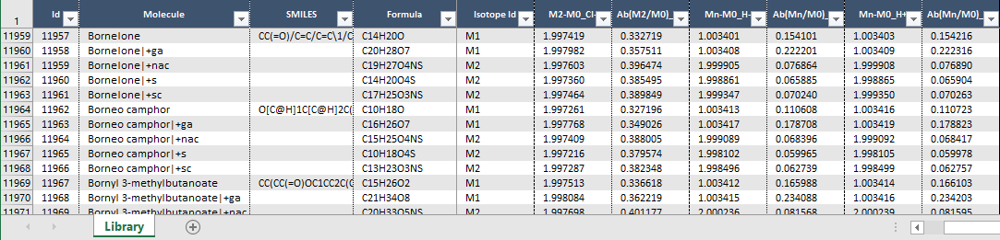 1 Id Molecule SMILES Formula Isotope Id M2-M0_Cl- Ab(M2/M0)_ Mn-M0_H- Ab(Mn/M0)_ Mn-M0_H+ Ab(Mn/M0)_
11959 11957 Bornelone CC(=O)/C=C/C=C\1/C C14H20O M1 1.997419 0.332719 1.003401 0.154101 1.003403 0.154216
11960 11958 Bornelone|+ga C20H28O7 M1 1.997982 0.357511 1.003408 0.222201 1.003409 0.222316
11961 11959 Bornelone|+nac C19H27O4NS M2 1.997603 0.396474 1.999905 0.076864 1.999908 0.076890
11962 11960 Bornelone|+s C14H20O4S M2 1.997360 0.385495 1.998861 0.065885 1.998865 0.065904
11963 11961 Bornelone|+sc C17H25O3NS M2 1.997464 0.389849 1.999347 0.070240 1.999350 0.070263
11964 11962 Borneo camphor O[C@H]1C[C@H]2C( C10H18O M1 1.997261 0.327196 1.003413 0.110608 1.003416 0.110723
11965 11963 Borneo camphor|+ga C16H26O7 M1 1.997768 0.349026 1.003417 0.178708 1.003419 0.178823
11966 11964 Borneo camphor|+nac C15H25O4NS M2 1.997409 0.388005 1.999089 0.068396 1.999092 0.068417
11967 11965 Borneo camphor|+s C10H18O4S M2 1.997216 0.379574 1.998102 0.059965 1.998105 0.059978
11968 11966 Borneo camphor|+sc C13H23O3NS M2 1.997287 0.382348 1.998496 0.062739 1.998499 0.062757
11969 11967 Bornyl 3-methylbutanoate CC(CC(=O)OC1CC2C( C15H26O2 M1 1.997513 0.336618 1.003412 0.165988 1.003414 0.166103
11970 11968 Bornyl 3-methylbutanoate|+ga C21H34O8 M1 1.998084 0.362219 1.003415 0.234088 1.003416 0.234203
11971 11969 Bornyl 3-methylbutanoate|+nac C20H33O5NS M2 1.997698 0.401177 2.000236 0.081568 2.000239 0.081595
Library